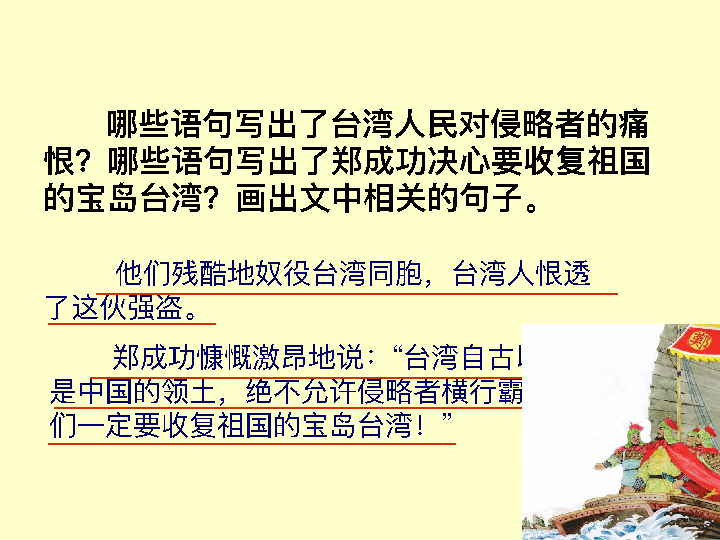 哪些语句写出了台湾人民对侵略者的痛
恨？哪些语句写出了郑成功决心要收复祖国
的宝岛台湾？画出文中相关的句子。
他们残酷地奴役台湾同胞，台湾人恨透
了这伙强盗。
郑成功慷慨激昂地说：“台湾自古
是中国的领土，绝不允许侵略者横行霸
们一定要收复祖国的宝岛台湾！”
郑